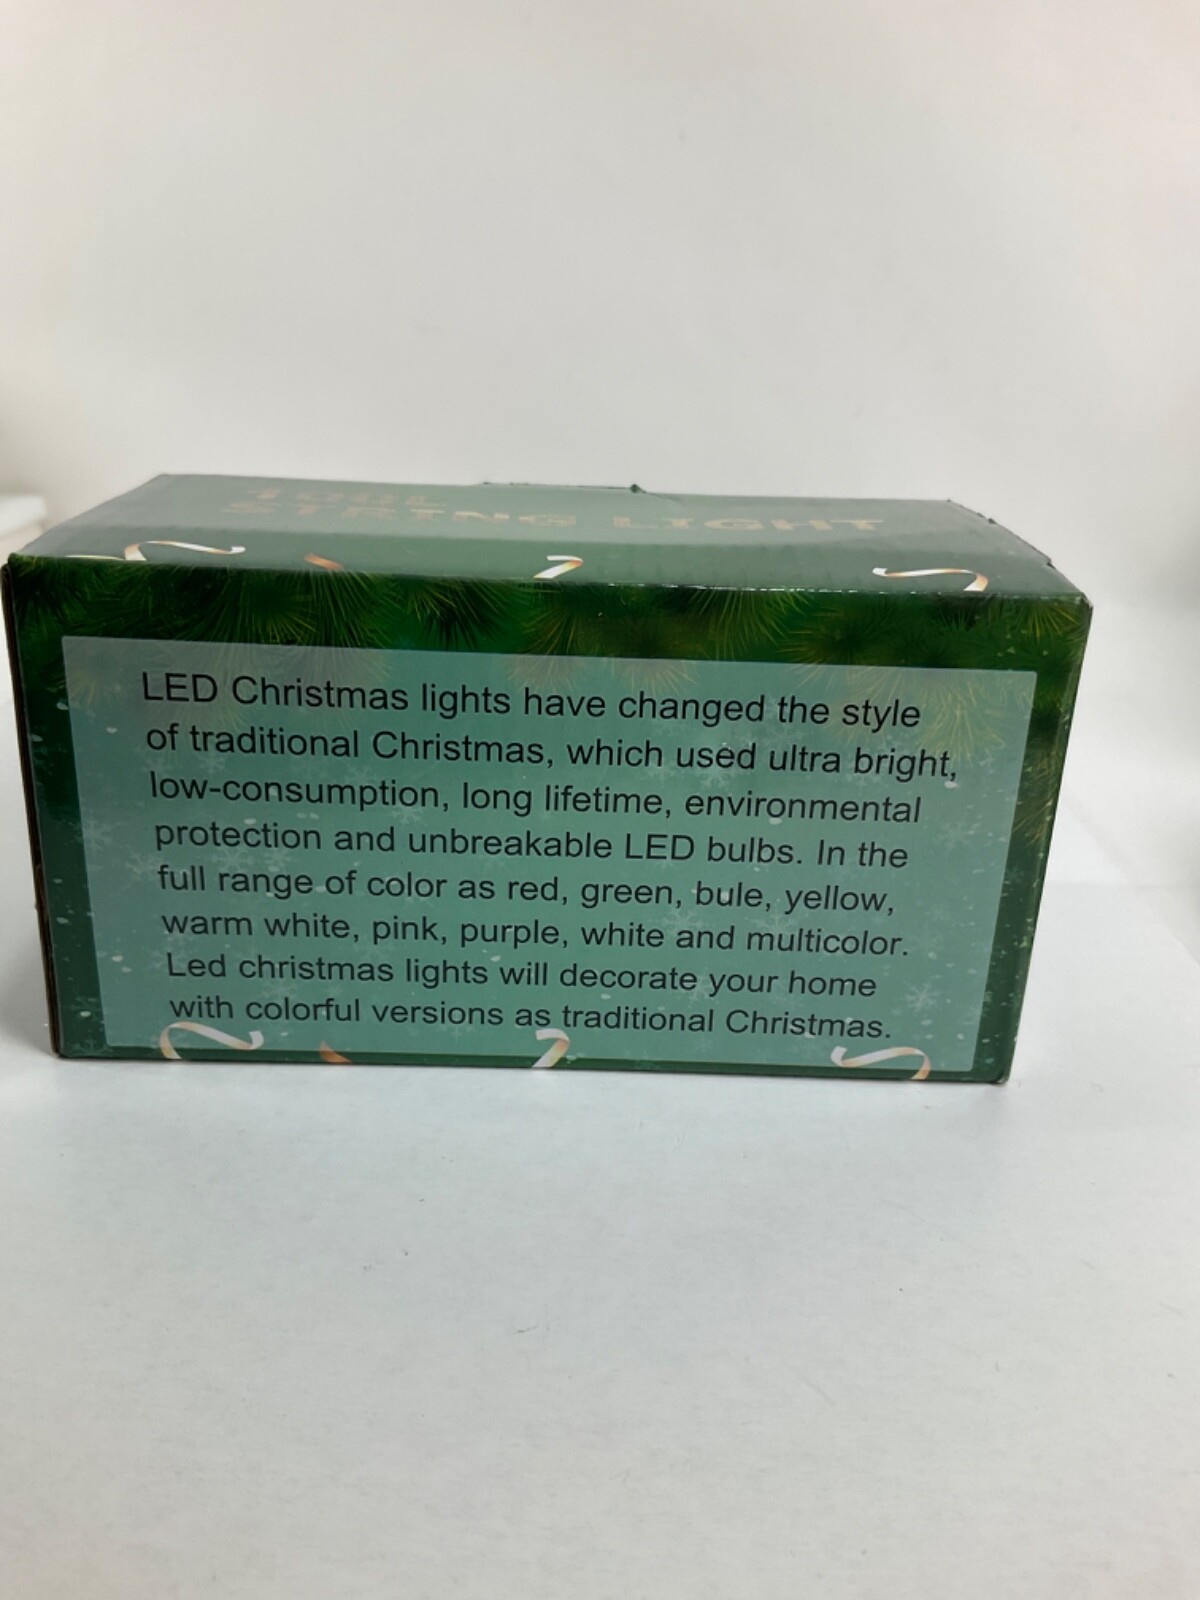 STRING LIGHT
LED Christmas lights have changed the style
of traditional Christmas, which used ultra bright,
low-consumption, long lifetime, environmental
protection and unbreakable LED bulbs. In the
full range of color as red, green, bule, yellow,
warm white, pink, purple, white and multicolor.
Led christmas lights will decorate your home
with colorful versions as traditional Christmas.